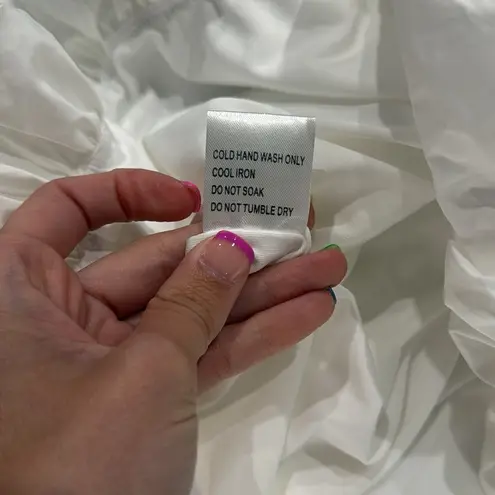 COLD HAND WASH ONLY
COOL IRON
DO NOT SOAK
DO NOT TUMBLE DRY